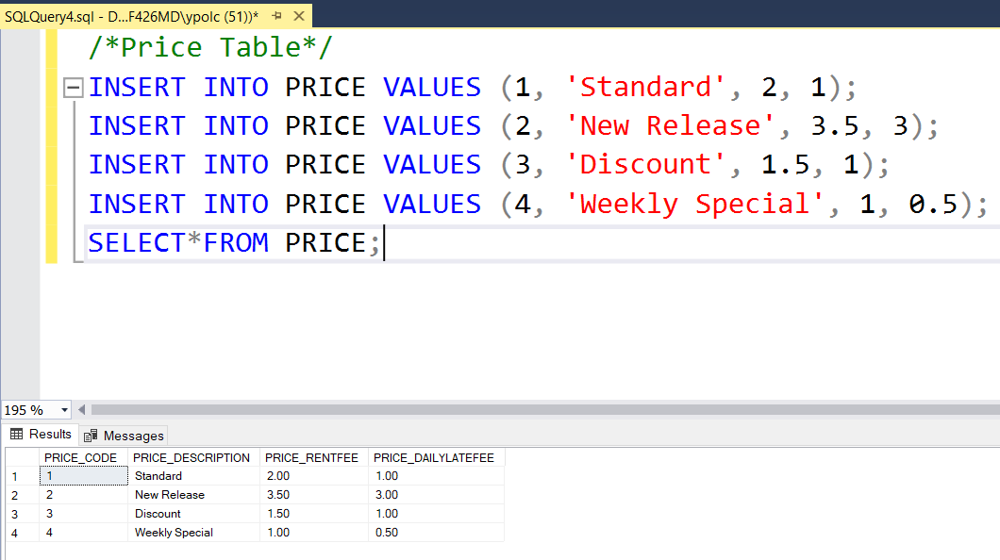 SQLQuery4.sql - D...F426MD\ypolc (51))*
/*Price Table*/
INSERT INTO PRICE VALUES (1, 'Standard', 2, 1);
INSERT INTO PRICE VALUES (2, 'New Release', 3.5, 3);
INSERT INTO PRICE VALUES (3, 'Discount', 1.5, 1);
INSERT INTO PRICE VALUES (4, 'Weekly Special', 1, 0.5);
SELECT*FROM PRICE;
195 %
Results Messages
PRICE_CODE PRICE_DESCRIPTION PRICE_RENTFEE PRICE_DAILYLATEFEE
1 1 Standard 2.00 1.00
2 2 New Release 3.50 3.00
3 3 Discount 1.50 1.00
4 4 Weekly Special 1.00 0.50